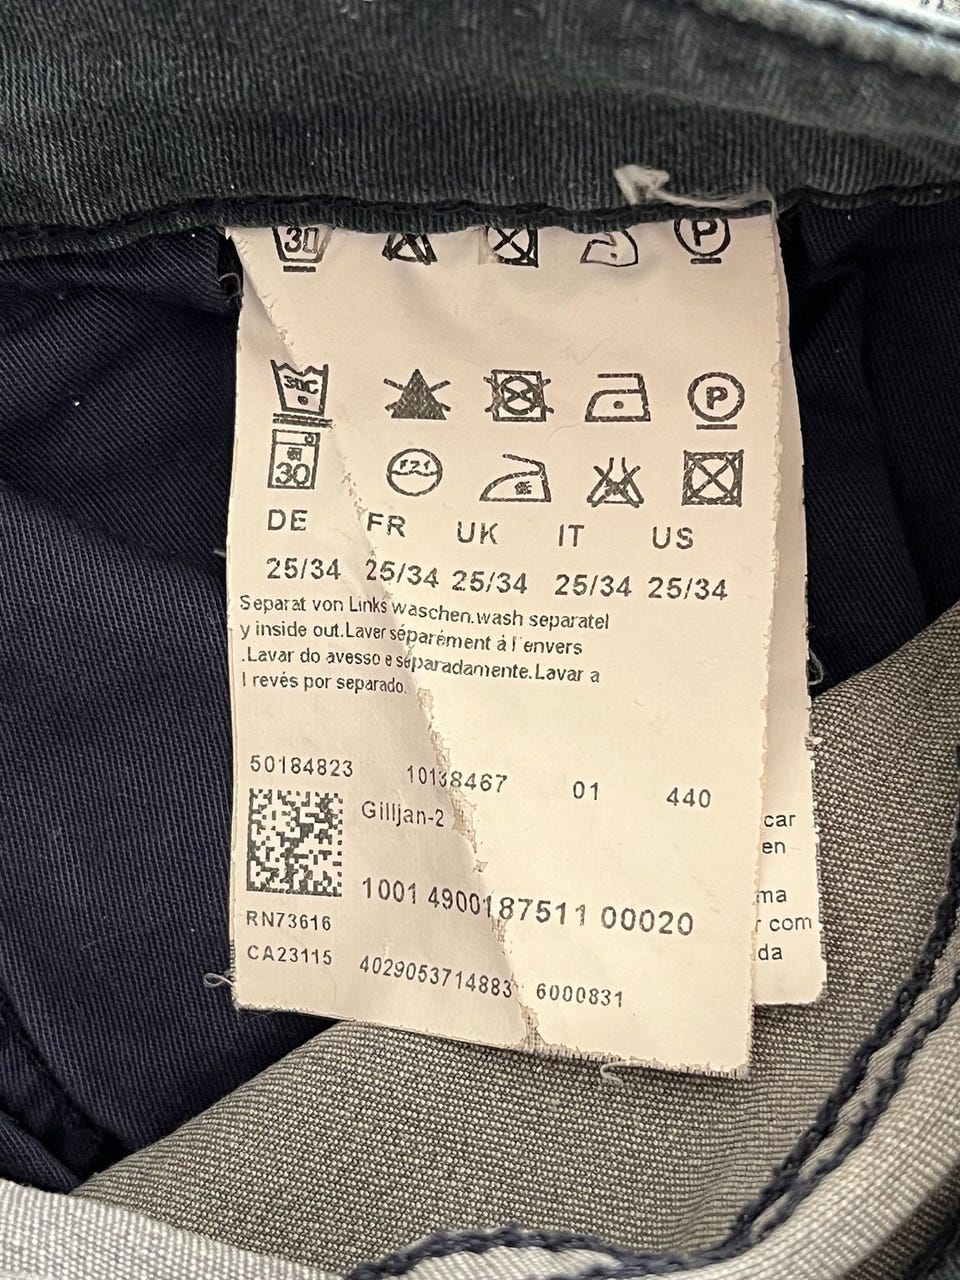 30
P
30C
P
30
DE FR UK IT US
25/34 25/34 25/34 25/34 25/34
Separat von Links waschen.wash separatel
y inside out.Laver séparément à l'envers
.Lavar do avesso e separadamente.Lavar a
l revés por separado.
50184823 10138467 01 440
Gilljan-2
1001 4900187511 00020
RN73616
CA23115 4029053714883 6000831
car
en
ma
r com
da